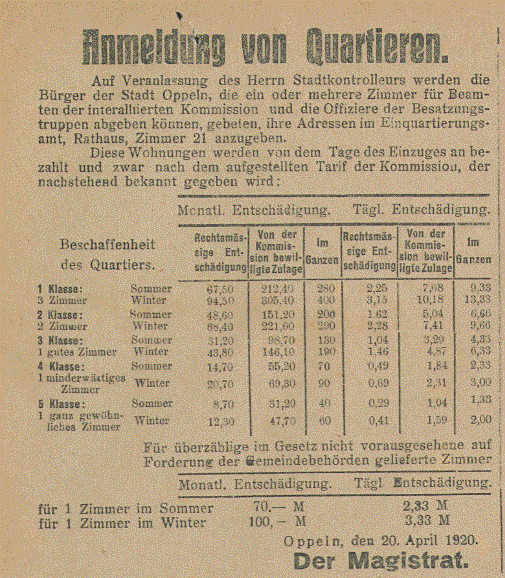 Anmeldung von Quartieren.
Auf Veranlassung des Herrn Stadtkontrolleurs werden die
Bürger der Stadt Oppeln, die ein oder mehrere Zimmer für Beam-
ten der interalliierten Kommission und die Offiziere der Besatzungs-
truppen abgeben können, gebeten, ihre Adressen im Einquartierungs-
amt, Rathaus, Zimmer 21 anzugeben.
Diese Wohnungen werden von dem Tage des Einzuges an be-
zahlt und zwar nach dem aufgestellten Tarif der Kommission, der
nachstehend bekannt gegeben wird:
Monatl. Entschädigung. Tägl. Entschädigung.
Beschaffenheit
des Quartiers.
Rechtsmäs-
sige Ent-
schädigung
Von der
Kommis-
sion bewil-
ligte Zulage
Im
Ganzen
Rechtsmäs-
sige Ent-
schädigung
Von der
Kommis-
sion bewil-
ligte Zulage
Im
Ganzen
1 Klasse: Sommer 67,50 212,40 280 2,25 7,08 9,33
3 Zimmer Winter 94,50 305,40 400 3,15 10,18 13,33
2 Klasse: Sommer 48,60 151,20 200 1,62 5,04 6,66
2 Zimmer Winter 68,40 221,60 290 2,28 7,41 9,66
3 Klasse: Sommer 31,20 98,70 130 1,04 3,29 4,33
1 gutes Zimmer Winter 43,80 146,10 190 1,46 4,87 6,33
4 Klasse: Sommer 14,70 55,20 70 0,49 1,84 2,33
1 minderwärtiges
Zimmer Winter 20,70 69,30 90 0,69 2,31 3,00
5 Klasse: Sommer 8,70 31,20 40 0,29 1,04 1,33
1 ganz gewöhn-
liches Zimmer Winter 12,30 47,70 60 0,41 1,59 2,00
Für überzählige im Gesetz nicht vorausgesehene auf
Forderung der Gemeindebehörden gelieferte Zimmer
Monatl. Entschädigung. Tägl. Entschädigung.
für 1 Zimmer im Sommer 70.— M 2,33 M
für 1 Zimmer im Winter 100,— M 3,33 M
Oppeln, den 20. April 1920.
Der Magistrat.